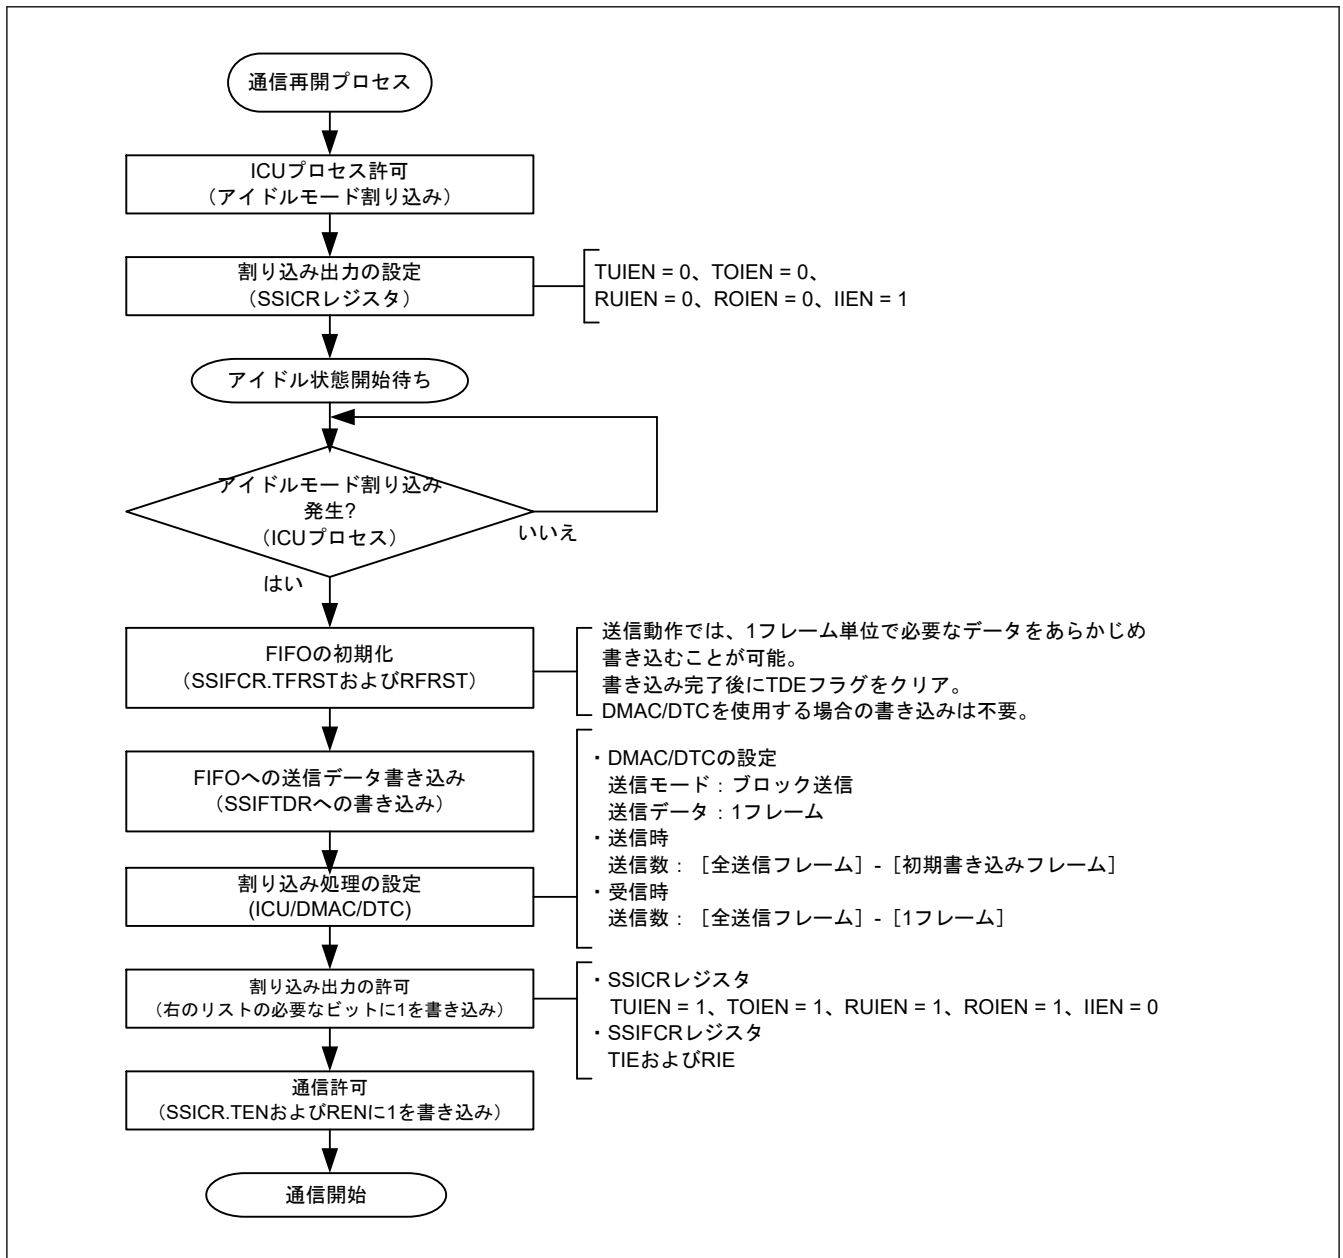 通信再開プロセス
ICUプロセス許可
（アイドルモード割り込み）
割り込み出力の設定
（SSICRレジスタ）
TUIEN = 0、TOIEN = 0、
RUIEN = 0、ROIEN = 0、IIEN = 1
アイドル状態開始待ち
アイドルモード割り込み
発生?
（ICUプロセス）
いいえ
はい
FIFOの初期化
（SSIFCR.TFRSTおよびRFRST）
送信動作では、1フレーム単位で必要なデータをあらかじめ
書き込むことが可能。
書き込み完了後にTDEフラグをクリア。
DMAC/DTCを使用する場合の書き込みは不要。
FIFOへの送信データ書き込み
（SSIFTDRへの書き込み）
割り込み処理の設定
(ICU/DMAC/DTC)
・DMAC/DTCの設定
送信モード：ブロック送信
送信データ：1フレーム
・送信時
送信数：［全送信フレーム］-［初期書き込みフレーム］
・受信時
送信数：［全送信フレーム］-［1フレーム］
割り込み出力の許可
（右のリストの必要なビットに1を書き込み）
・SSICRレジスタ
TUIEN = 1、TOIEN = 1、RUIEN = 1、ROIEN = 1、IIEN = 0
・SSIFCRレジスタ
TIEおよびRIE
通信許可
（SSICR.TENおよびRENに1を書き込み）
通信開始